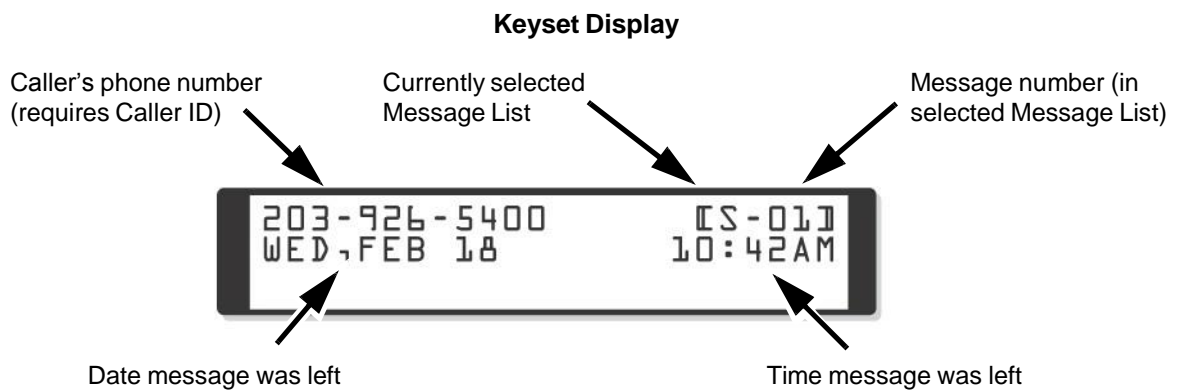 Keyset Display
Caller's phone number
(requires Caller ID)
Currently selected
Message List
Message number (in
selected Message List)
203-926-5400 [S-01]
WED,FEB 18 10:42AM
Date message was left
Time message was left